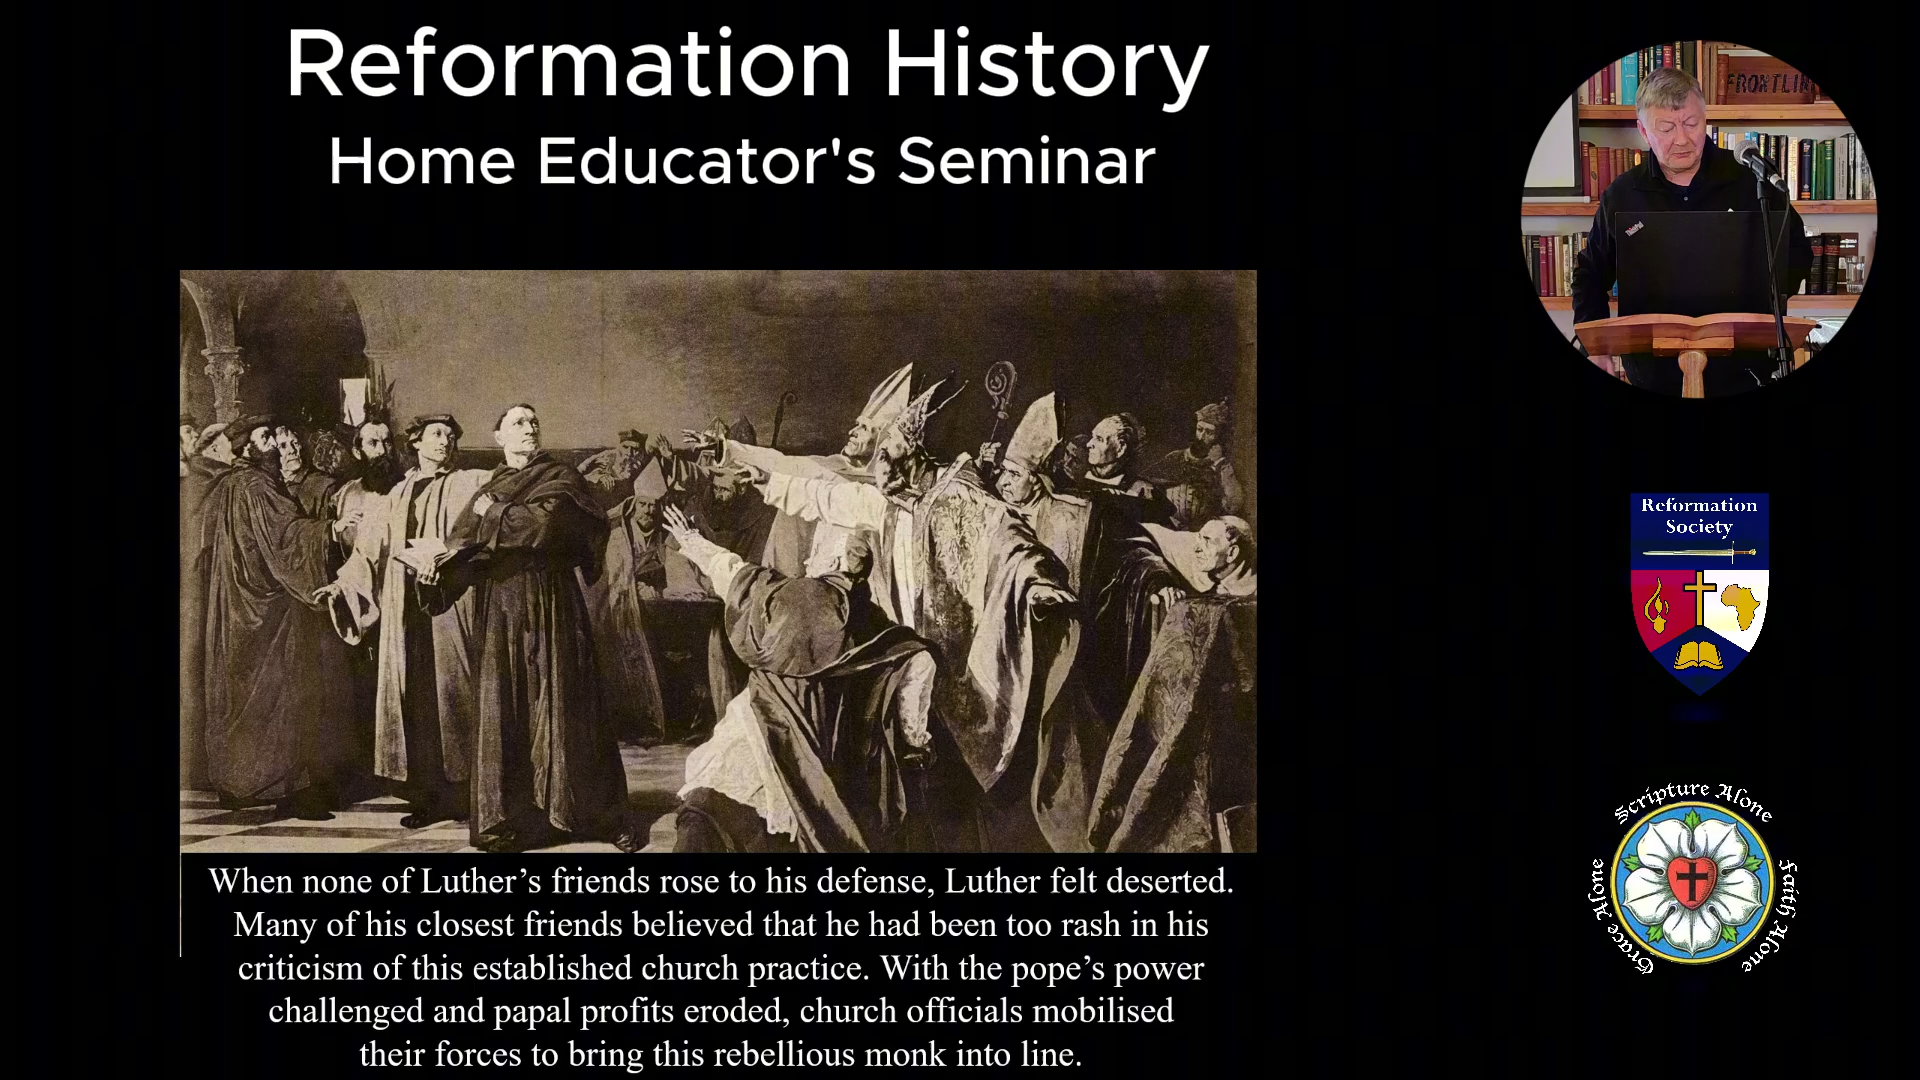 Reformation History
Home Educator's Seminar
FRONTLIN
ThinkPad
When none of Luther’s friends rose to his defense, Luther felt deserted.
Many of his closest friends believed that he had been too rash in his
criticism of this established church practice. With the pope’s power
challenged and papal profits eroded, church officials mobilised
their forces to bring this rebellious monk into line.
Reformation
Society
Scripture Alone
Grace Alone
Faith Alone